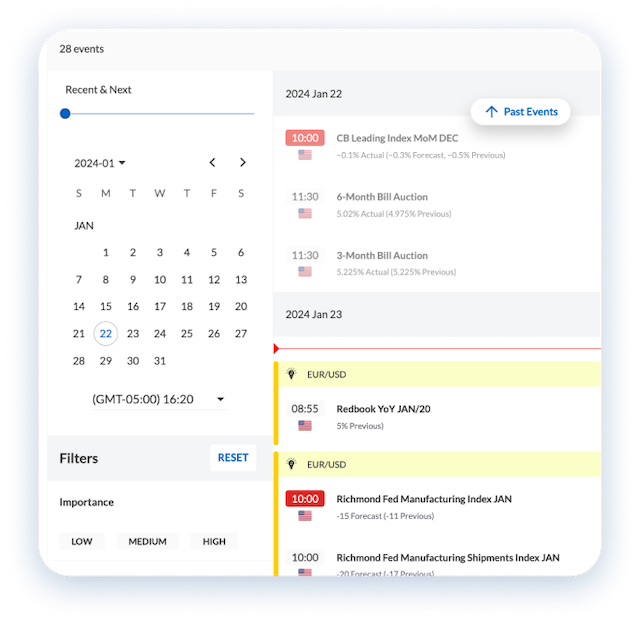 28 events
Recent & Next
2024-01
S M T W T F S
JAN
1 2 3 4 5 6
7 8 9 10 11 12 13
14 15 16 17 18 19 20
21 22 23 24 25 26 27
28 29 30 31
(GMT-05:00) 16:20
Filters RESET
Importance
LOW MEDIUM HIGH
2024 Jan 22
Past Events
10:00 CB Leading Index MoM DEC
-0.1% Actual (-0.3% Forecast, -0.5% Previous)
11:30 6-Month Bill Auction
5.02% Actual (4.975% Previous)
11:30 3-Month Bill Auction
5.225% Actual (5.225% Previous)
2024 Jan 23
EUR/USD
08:55 Redbook YoY JAN/20
5% Previous)
EUR/USD
10:00 Richmond Fed Manufacturing Index JAN
-15 Forecast (-11 Previous)
10:00 Richmond Fed Manufacturing Shipments Index JAN
-20 Forecast (-17 Previous)